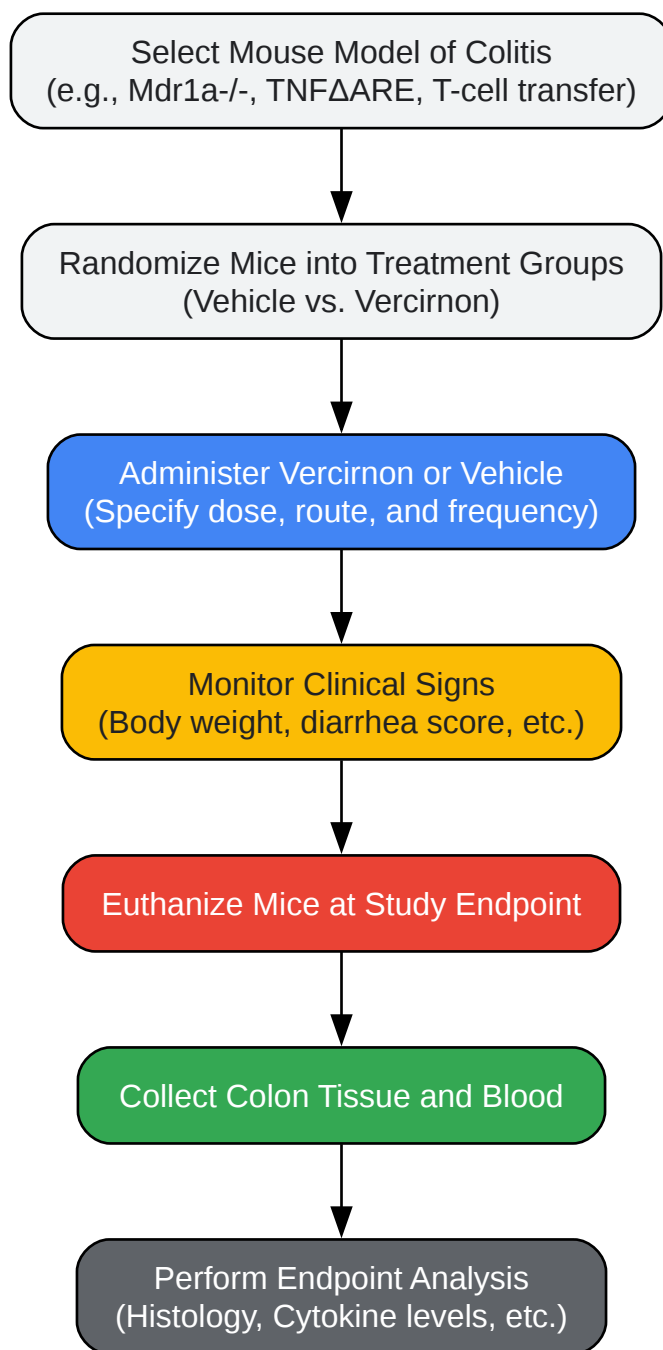 Select Mouse Model of Colitis
(e.g., Mdr1a-/-, TNFΔARE, T-cell transfer)
Randomize Mice into Treatment Groups
(Vehicle vs. Vercirnon)
Administer Vercirnon or Vehicle
(Specify dose, route, and frequency)
Monitor Clinical Signs
(Body weight, diarrhea score, etc.)
Euthanize Mice at Study Endpoint
Collect Colon Tissue and Blood
Perform Endpoint Analysis
(Histology, Cytokine levels, etc.)